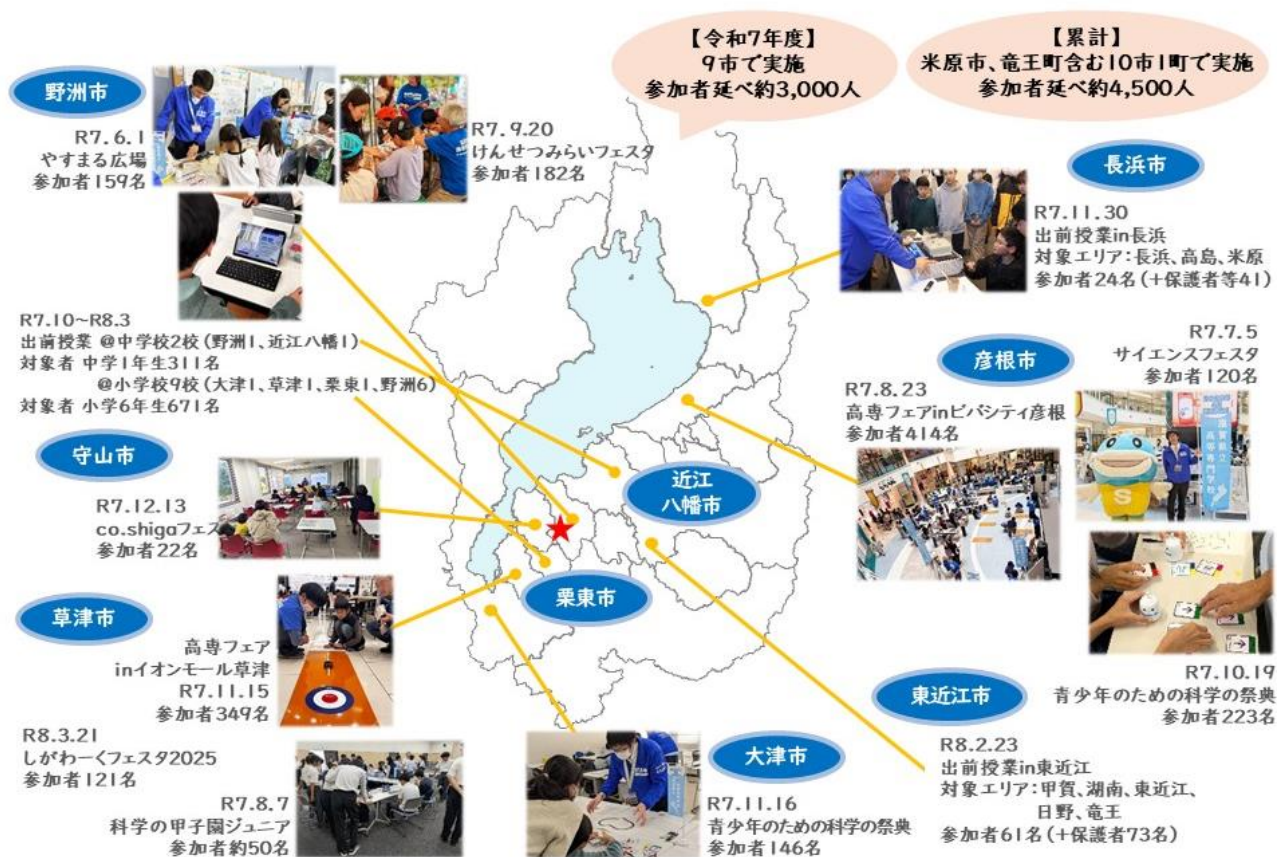 【令和7年度】
9市で実施
参加者延べ約3,000人
【累計】
米原市、竜王町含む10市1町で実施
参加者延べ約4,500人
野洲市
R7.6.1
やすまる広場
参加者159名
R7.9.20
けんせつみらいフェスタ
参加者182名
R7.10~R8.3
出前授業 @中学校2校(野洲1、近江八幡1)
対象者 中学1年生311名
@小学校9校(大津1、草津1、栗東1、野洲6)
対象者 小学6年生671名
長浜市
R7.11.30
出前授業in長浜
対象エリア:長浜、高島、米原
参加者24名(+保護者等41)
彦根市
R7.7.5
サイエンスフェスタ
参加者120名
R7.8.23
高専フェアinビバシティ彦根
参加者414名
滋賀県立
高等専門学校
S
R7.10.19
青少年のための科学の祭典
参加者223名
守山市
R7.12.13
co.shigaフェス
参加者22名
近江
八幡市
栗東市
草津市
高専フェア
inイオンモール草津
R7.11.15
参加者349名
R8.3.21
しがわーくフェスタ2025
参加者121名
R7.8.7
科学の甲子園ジュニア
参加者約50名
大津市
R7.11.16
青少年のための科学の祭典
参加者146名
東近江市
R8.2.23
出前授業in東近江
対象エリア:甲賀、湖南、東近江、
日野、竜王
参加者61名(+保護者73名)